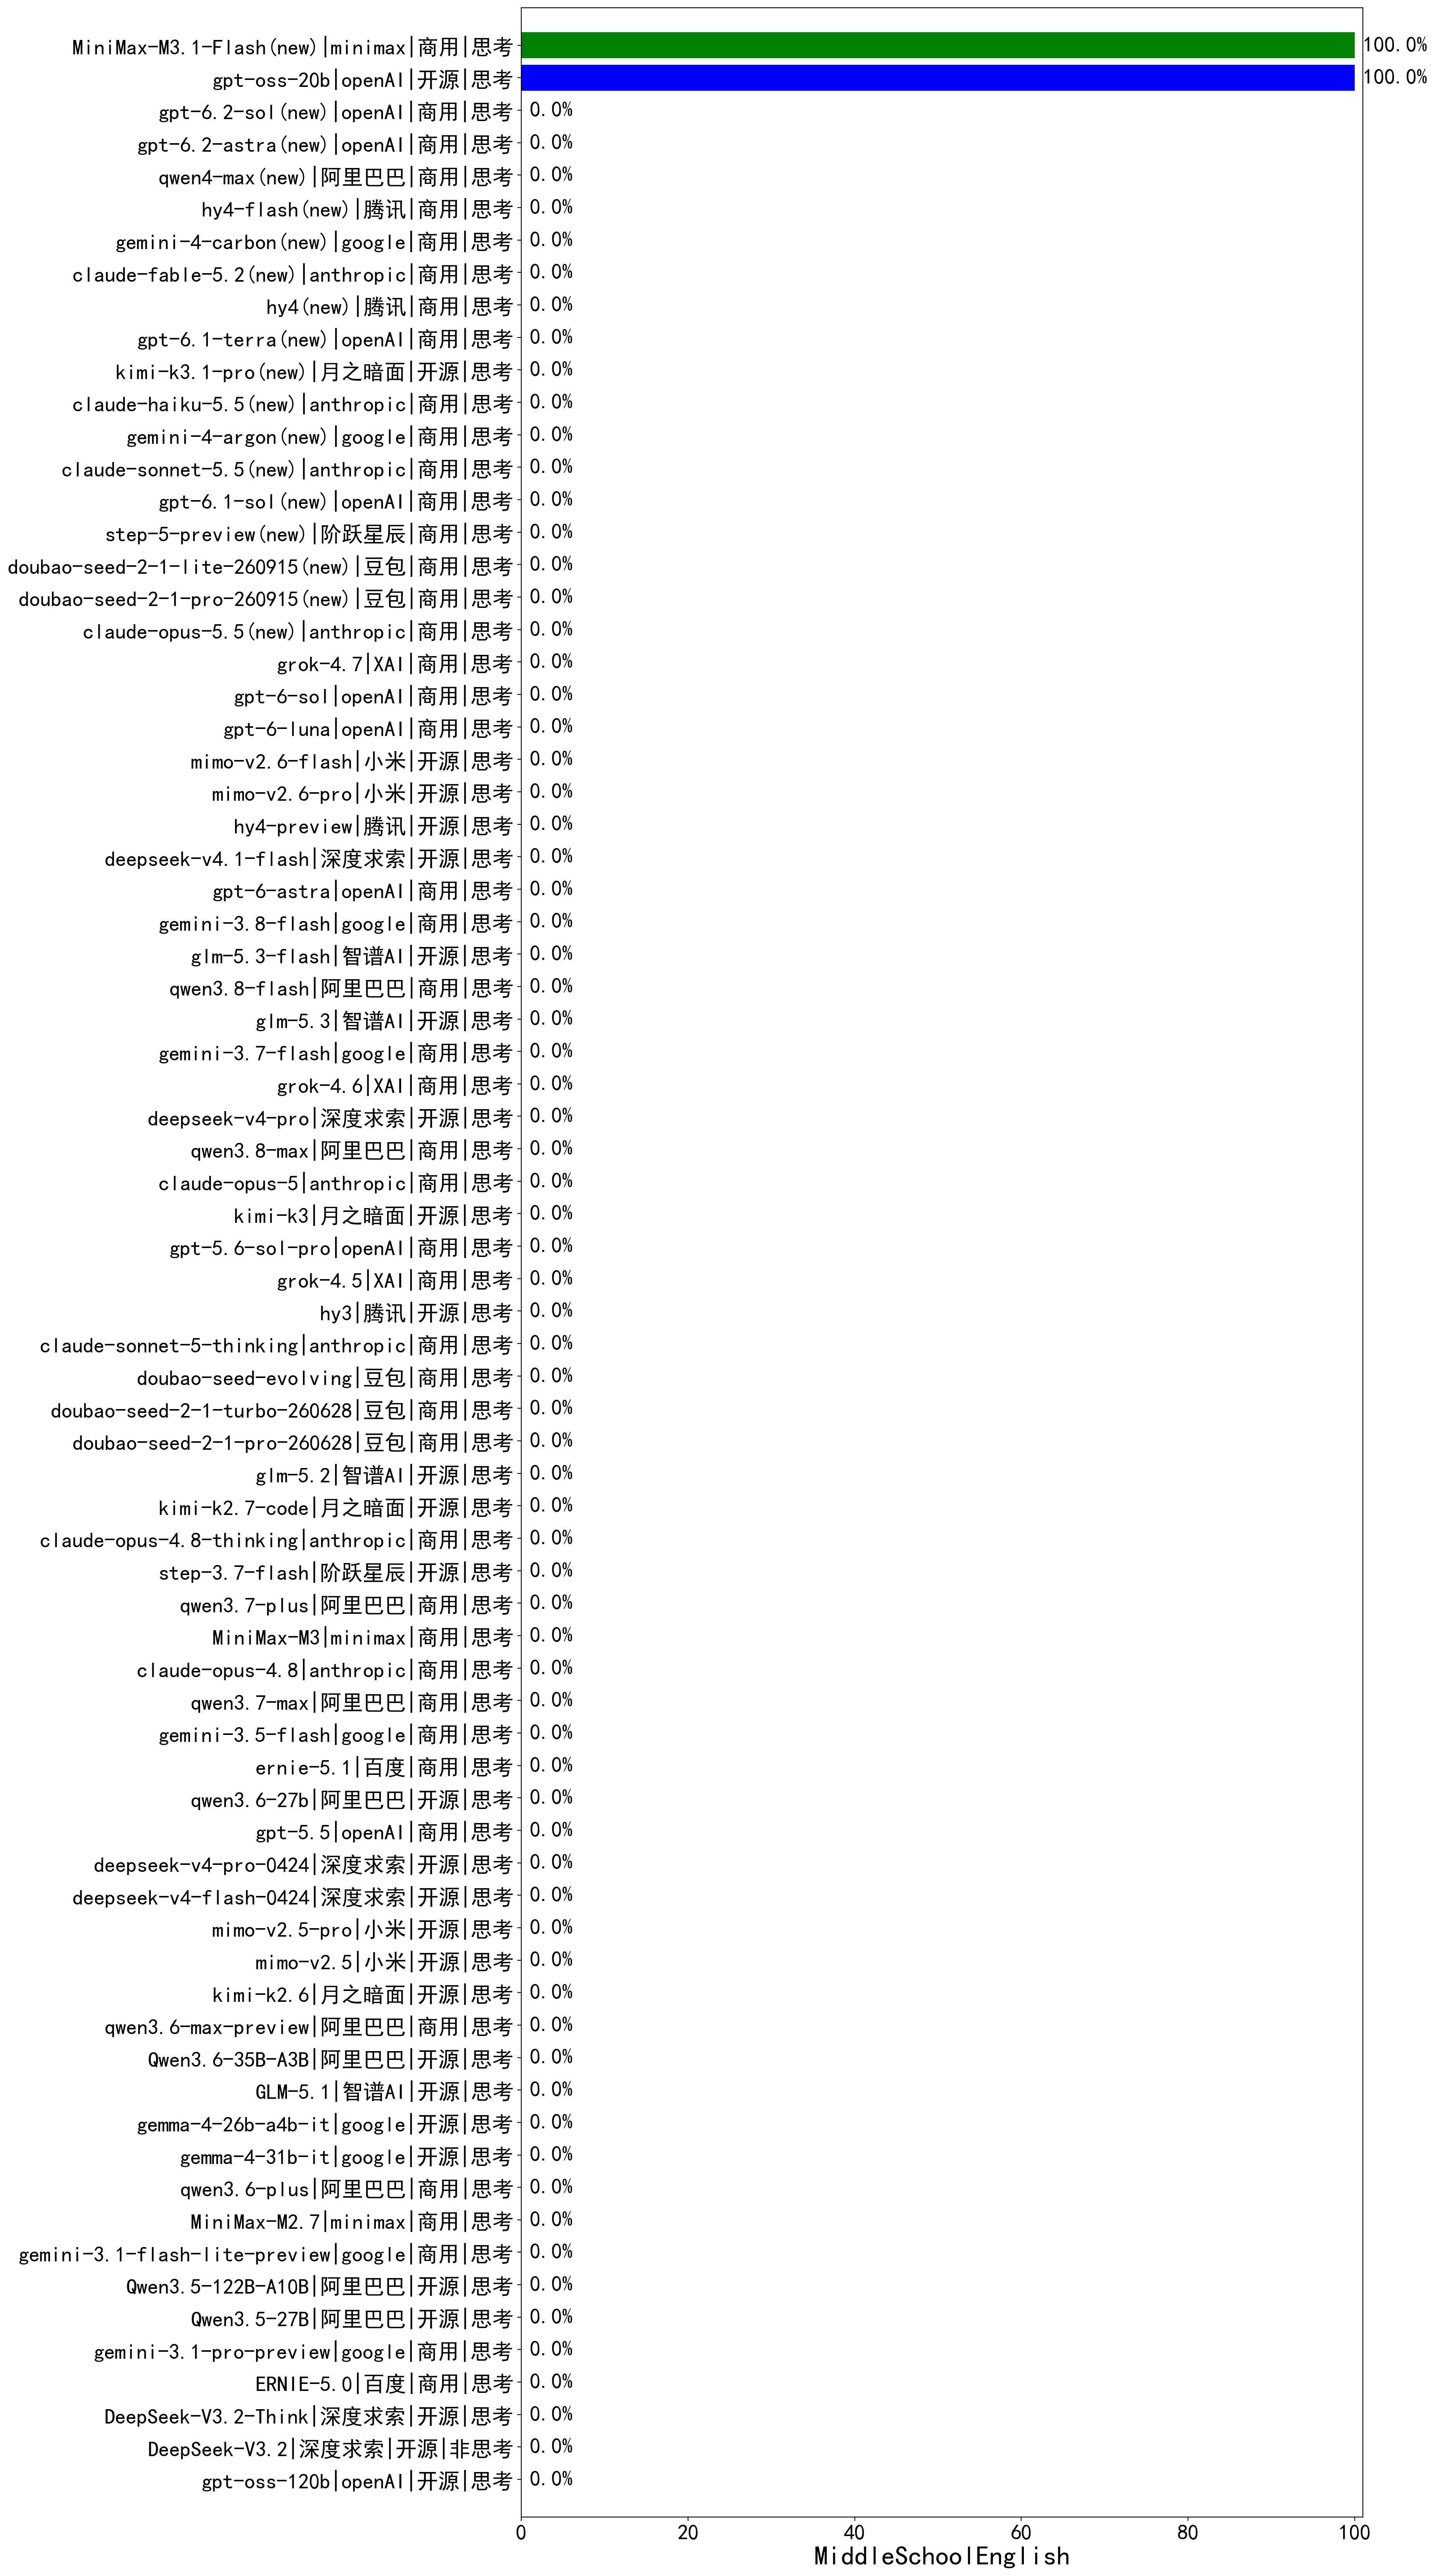 MiniMax-M3.1-Flash(new)|minimax|商用|思考 100.0%
gpt-oss-20b|openAI|开源|思考 100.0%
gpt-6.2-sol(new)|openAI|商用|思考 0.0%
gpt-6.2-astra(new)|openAI|商用|思考 0.0%
qwen4-max(new)|阿里巴巴|商用|思考 0.0%
hy4-flash(new)|腾讯|商用|思考 0.0%
gemini-4-carbon(new)|google|商用|思考 0.0%
claude-fable-5.2(new)|anthropic|商用|思考 0.0%
hy4(new)|腾讯|商用|思考 0.0%
gpt-6.1-terra(new)|openAI|商用|思考 0.0%
kimi-k3.1-pro(new)|月之暗面|开源|思考 0.0%
claude-haiku-5.5(new)|anthropic|商用|思考 0.0%
gemini-4-argon(new)|google|商用|思考 0.0%
claude-sonnet-5.5(new)|anthropic|商用|思考 0.0%
gpt-6.1-sol(new)|openAI|商用|思考 0.0%
step-5-preview(new)|阶跃星辰|商用|思考 0.0%
doubao-seed-2-1-lite-260915(new)|豆包|商用|思考 0.0%
doubao-seed-2-1-pro-260915(new)|豆包|商用|思考 0.0%
claude-opus-5.5(new)|anthropic|商用|思考 0.0%
grok-4.7|XAI|商用|思考 0.0%
gpt-6-sol|openAI|商用|思考 0.0%
gpt-6-luna|openAI|商用|思考 0.0%
mimo-v2.6-flash|小米|开源|思考 0.0%
mimo-v2.6-pro|小米|开源|思考 0.0%
hy4-preview|腾讯|开源|思考 0.0%
deepseek-v4.1-flash|深度求索|开源|思考 0.0%
gpt-6-astra|openAI|商用|思考 0.0%
gemini-3.8-flash|google|商用|思考 0.0%
glm-5.3-flash|智谱AI|开源|思考 0.0%
qwen3.8-flash|阿里巴巴|商用|思考 0.0%
glm-5.3|智谱AI|开源|思考 0.0%
gemini-3.7-flash|google|商用|思考 0.0%
grok-4.6|XAI|商用|思考 0.0%
deepseek-v4-pro|深度求索|开源|思考 0.0%
qwen3.8-max|阿里巴巴|商用|思考 0.0%
claude-opus-5|anthropic|商用|思考 0.0%
kimi-k3|月之暗面|开源|思考 0.0%
gpt-5.6-sol-pro|openAI|商用|思考 0.0%
grok-4.5|XAI|商用|思考 0.0%
hy3|腾讯|开源|思考 0.0%
claude-sonnet-5-thinking|anthropic|商用|思考 0.0%
doubao-seed-evolving|豆包|商用|思考 0.0%
doubao-seed-2-1-turbo-260628|豆包|商用|思考 0.0%
doubao-seed-2-1-pro-260628|豆包|商用|思考 0.0%
glm-5.2|智谱AI|开源|思考 0.0%
kimi-k2.7-code|月之暗面|开源|思考 0.0%
claude-opus-4.8-thinking|anthropic|商用|思考 0.0%
step-3.7-flash|阶跃星辰|开源|思考 0.0%
qwen3.7-plus|阿里巴巴|商用|思考 0.0%
MiniMax-M3|minimax|商用|思考 0.0%
claude-opus-4.8|anthropic|商用|思考 0.0%
qwen3.7-max|阿里巴巴|商用|思考 0.0%
gemini-3.5-flash|google|商用|思考 0.0%
ernie-5.1|百度|商用|思考 0.0%
qwen3.6-27b|阿里巴巴|开源|思考 0.0%
gpt-5.5|openAI|商用|思考 0.0%
deepseek-v4-pro-0424|深度求索|开源|思考 0.0%
deepseek-v4-flash-0424|深度求索|开源|思考 0.0%
mimo-v2.5-pro|小米|开源|思考 0.0%
mimo-v2.5|小米|开源|思考 0.0%
kimi-k2.6|月之暗面|开源|思考 0.0%
qwen3.6-max-preview|阿里巴巴|商用|思考 0.0%
Qwen3.6-35B-A3B|阿里巴巴|开源|思考 0.0%
GLM-5.1|智谱AI|开源|思考 0.0%
gemma-4-26b-a4b-it|google|开源|思考 0.0%
gemma-4-31b-it|google|开源|思考 0.0%
qwen3.6-plus|阿里巴巴|商用|思考 0.0%
MiniMax-M2.7|minimax|商用|思考 0.0%
gemini-3.1-flash-lite-preview|google|商用|思考 0.0%
Qwen3.5-122B-A10B|阿里巴巴|开源|思考 0.0%
Qwen3.5-27B|阿里巴巴|开源|思考 0.0%
gemini-3.1-pro-preview|google|商用|思考 0.0%
ERNIE-5.0|百度|商用|思考 0.0%
DeepSeek-V3.2-Think|深度求索|开源|思考 0.0%
DeepSeek-V3.2|深度求索|开源|非思考 0.0%
gpt-oss-120b|openAI|开源|思考 0.0%
0 20 40 60 80 100
MiddleSchoolEnglish